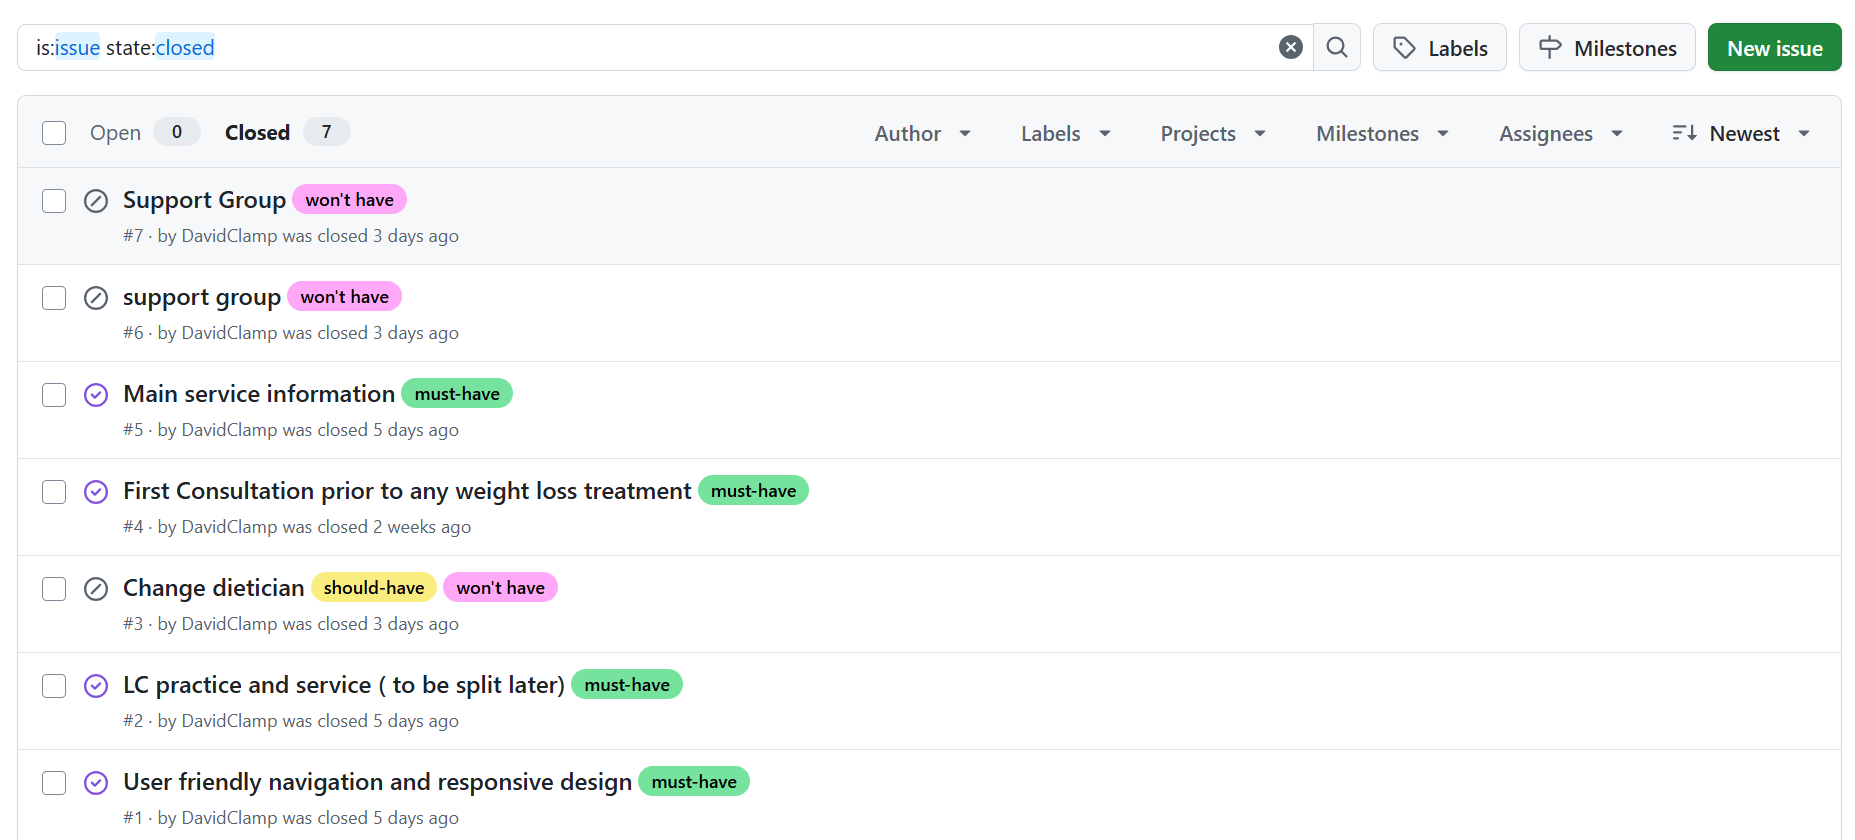 is:issue state:closed
Labels
Milestones
New issue
Open 0 Closed 7
Author Labels Projects Milestones Assignees Newest
Support Group won't have
#7 · by DavidClamp was closed 3 days ago
support group won't have
#6 · by DavidClamp was closed 3 days ago
Main service information must-have
#5 · by DavidClamp was closed 5 days ago
First Consultation prior to any weight loss treatment must-have
#4 · by DavidClamp was closed 2 weeks ago
Change dietician should-have won't have
#3 · by DavidClamp was closed 3 days ago
LC practice and service ( to be split later) must-have
#2 · by DavidClamp was closed 5 days ago
User friendly navigation and responsive design must-have
#1 · by DavidClamp was closed 5 days ago